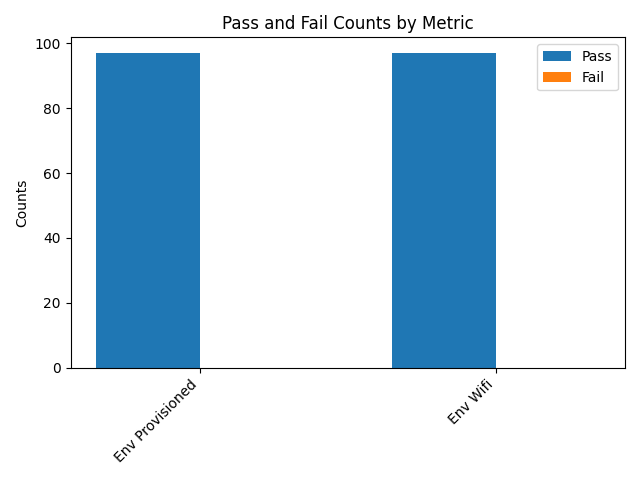 Pass and Fail Counts by Metric
Pass
Fail
Counts
100
80
60
40
20
0
Env Provisioned
Env Wifi